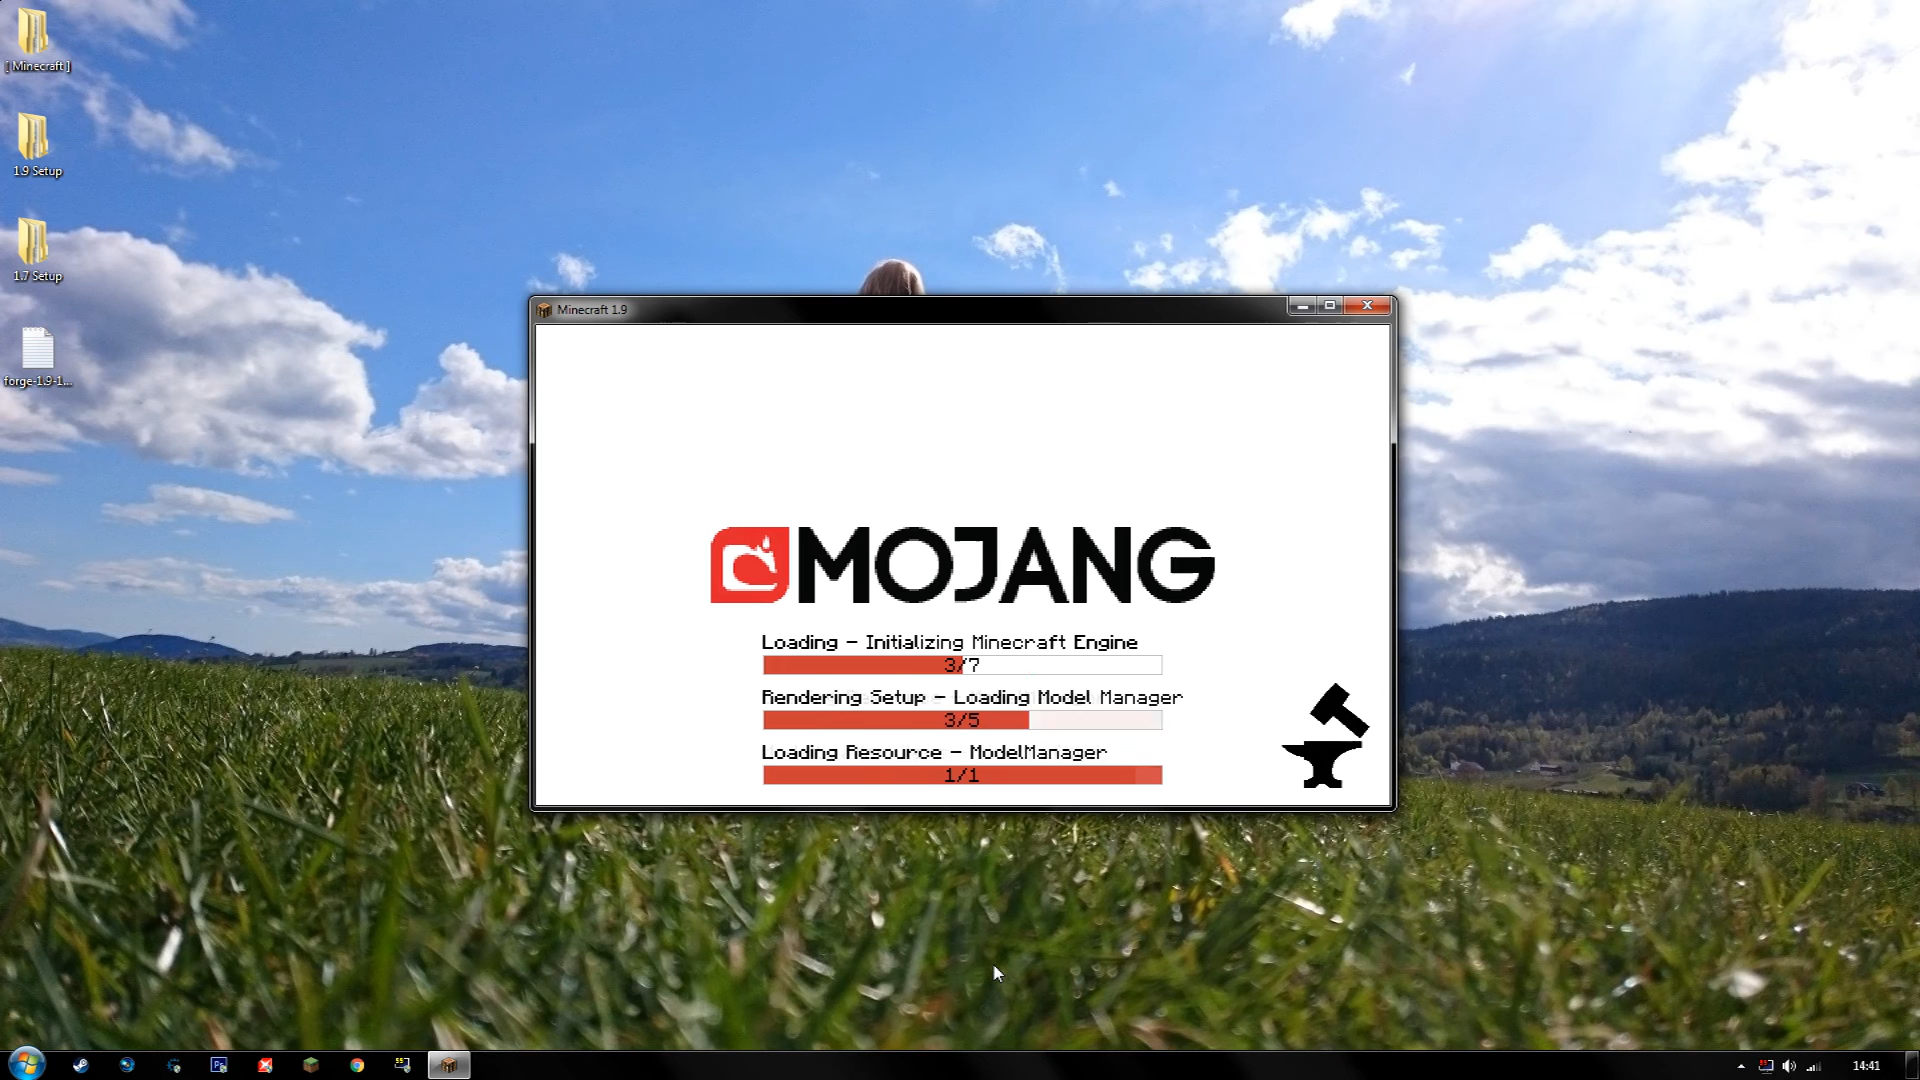 [ Minecraft ]
1.9 Setup
1.7 Setup
forge-1.9-1...
Minecraft 1.9
MOJANG
Loading - Initializing Minecraft Engine
3/7
Rendering Setup - Loading Model Manager
3/5
Loading Resource - ModelManager
1/1
14:41